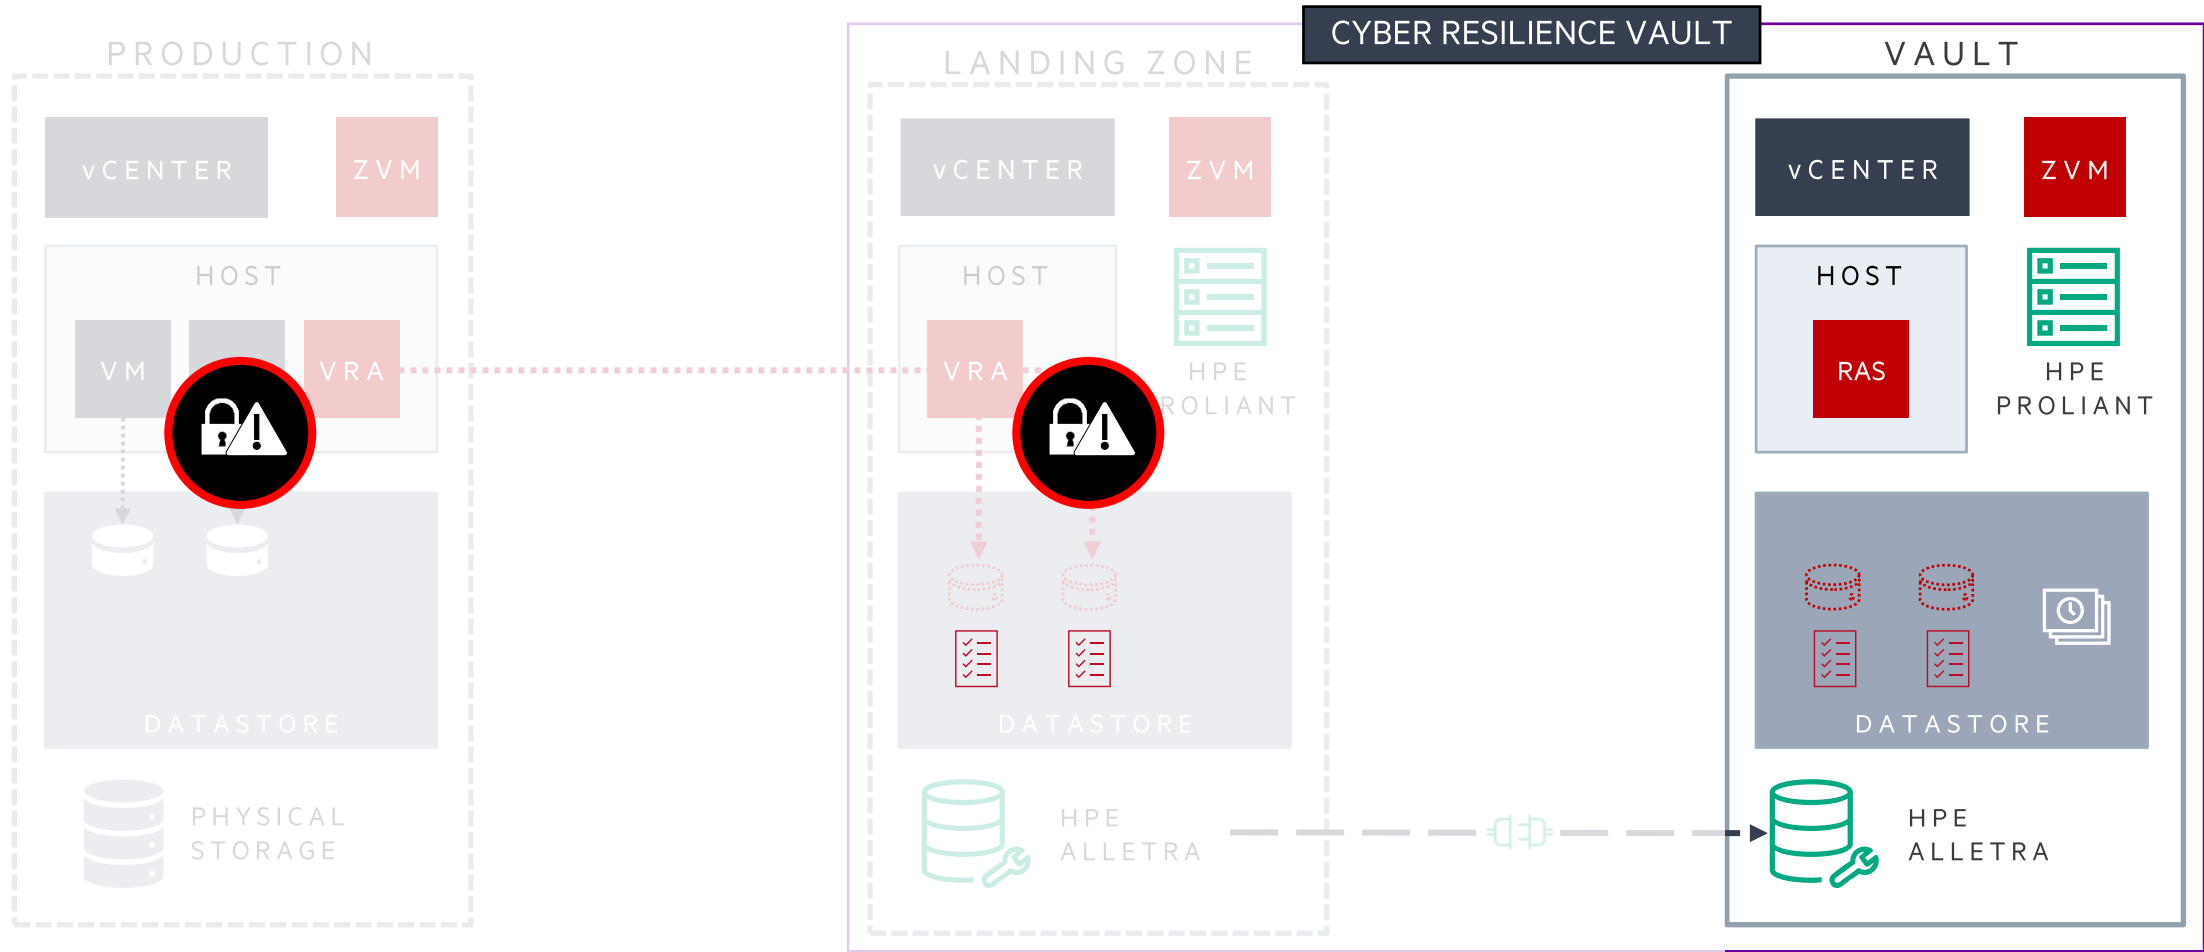 CYBER RESILIENCE VAULT
PRODUCTION
vCENTER
ZVM
HOST
VM
VRA
DATASTORE
PHYSICAL
STORAGE
LANDING ZONE
vCENTER
ZVM
HOST
VRA
HPE
ROLIANT
DATASTORE
HPE
ALLETRA
VAULT
vCENTER
ZVM
HOST
RAS
HPE
PROLIANT
DATASTORE
HPE
ALLETRA